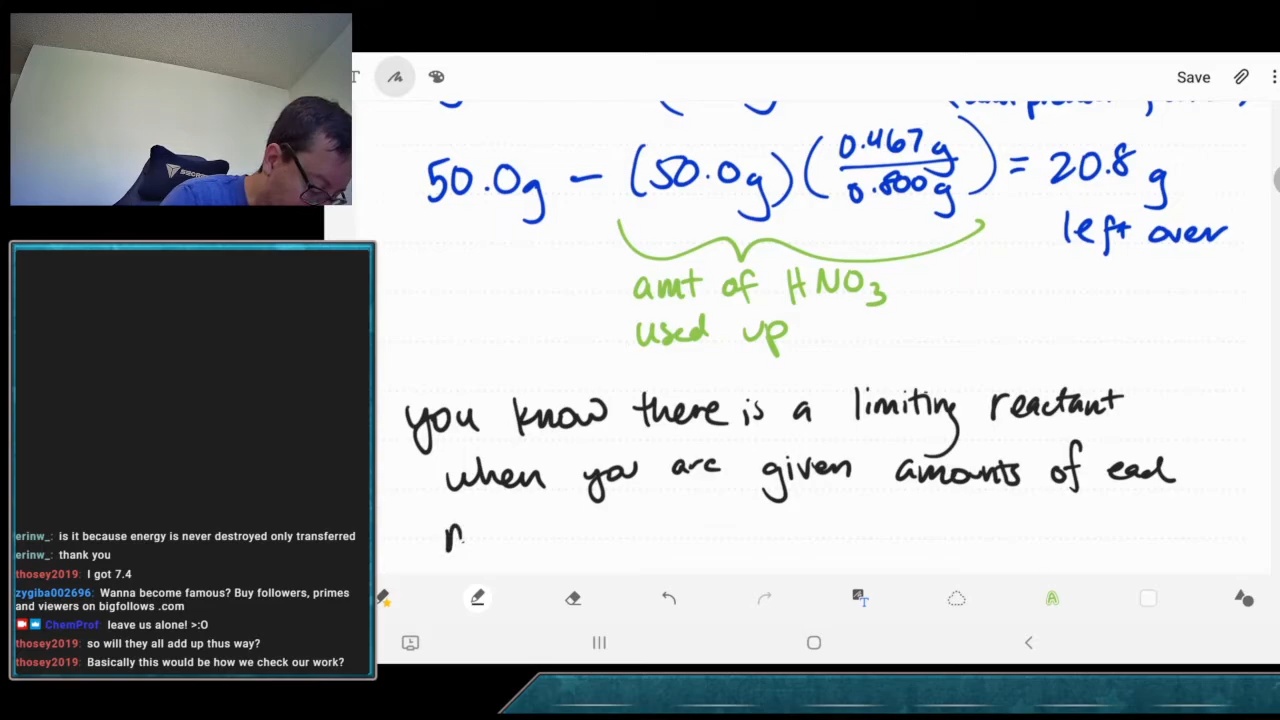 T
Save
50.0g - (50.0g) (0.467g / 0.800g) = 20.8 g
left over
amt of HNO3
used up
you know there is a limiting reactant
when you are given amounts of each
r
erinw_: is it because energy is never destroyed only transferred
erinw_: thank you
thosey2019: I got 7.4
zygiba002696: Wanna become famous? Buy followers, primes
and viewers on bigfollows .com
ChemProf: leave us alone! >:O
thosey2019: so will they all add up thus way?
thosey2019: Basically this would be how we check our work?